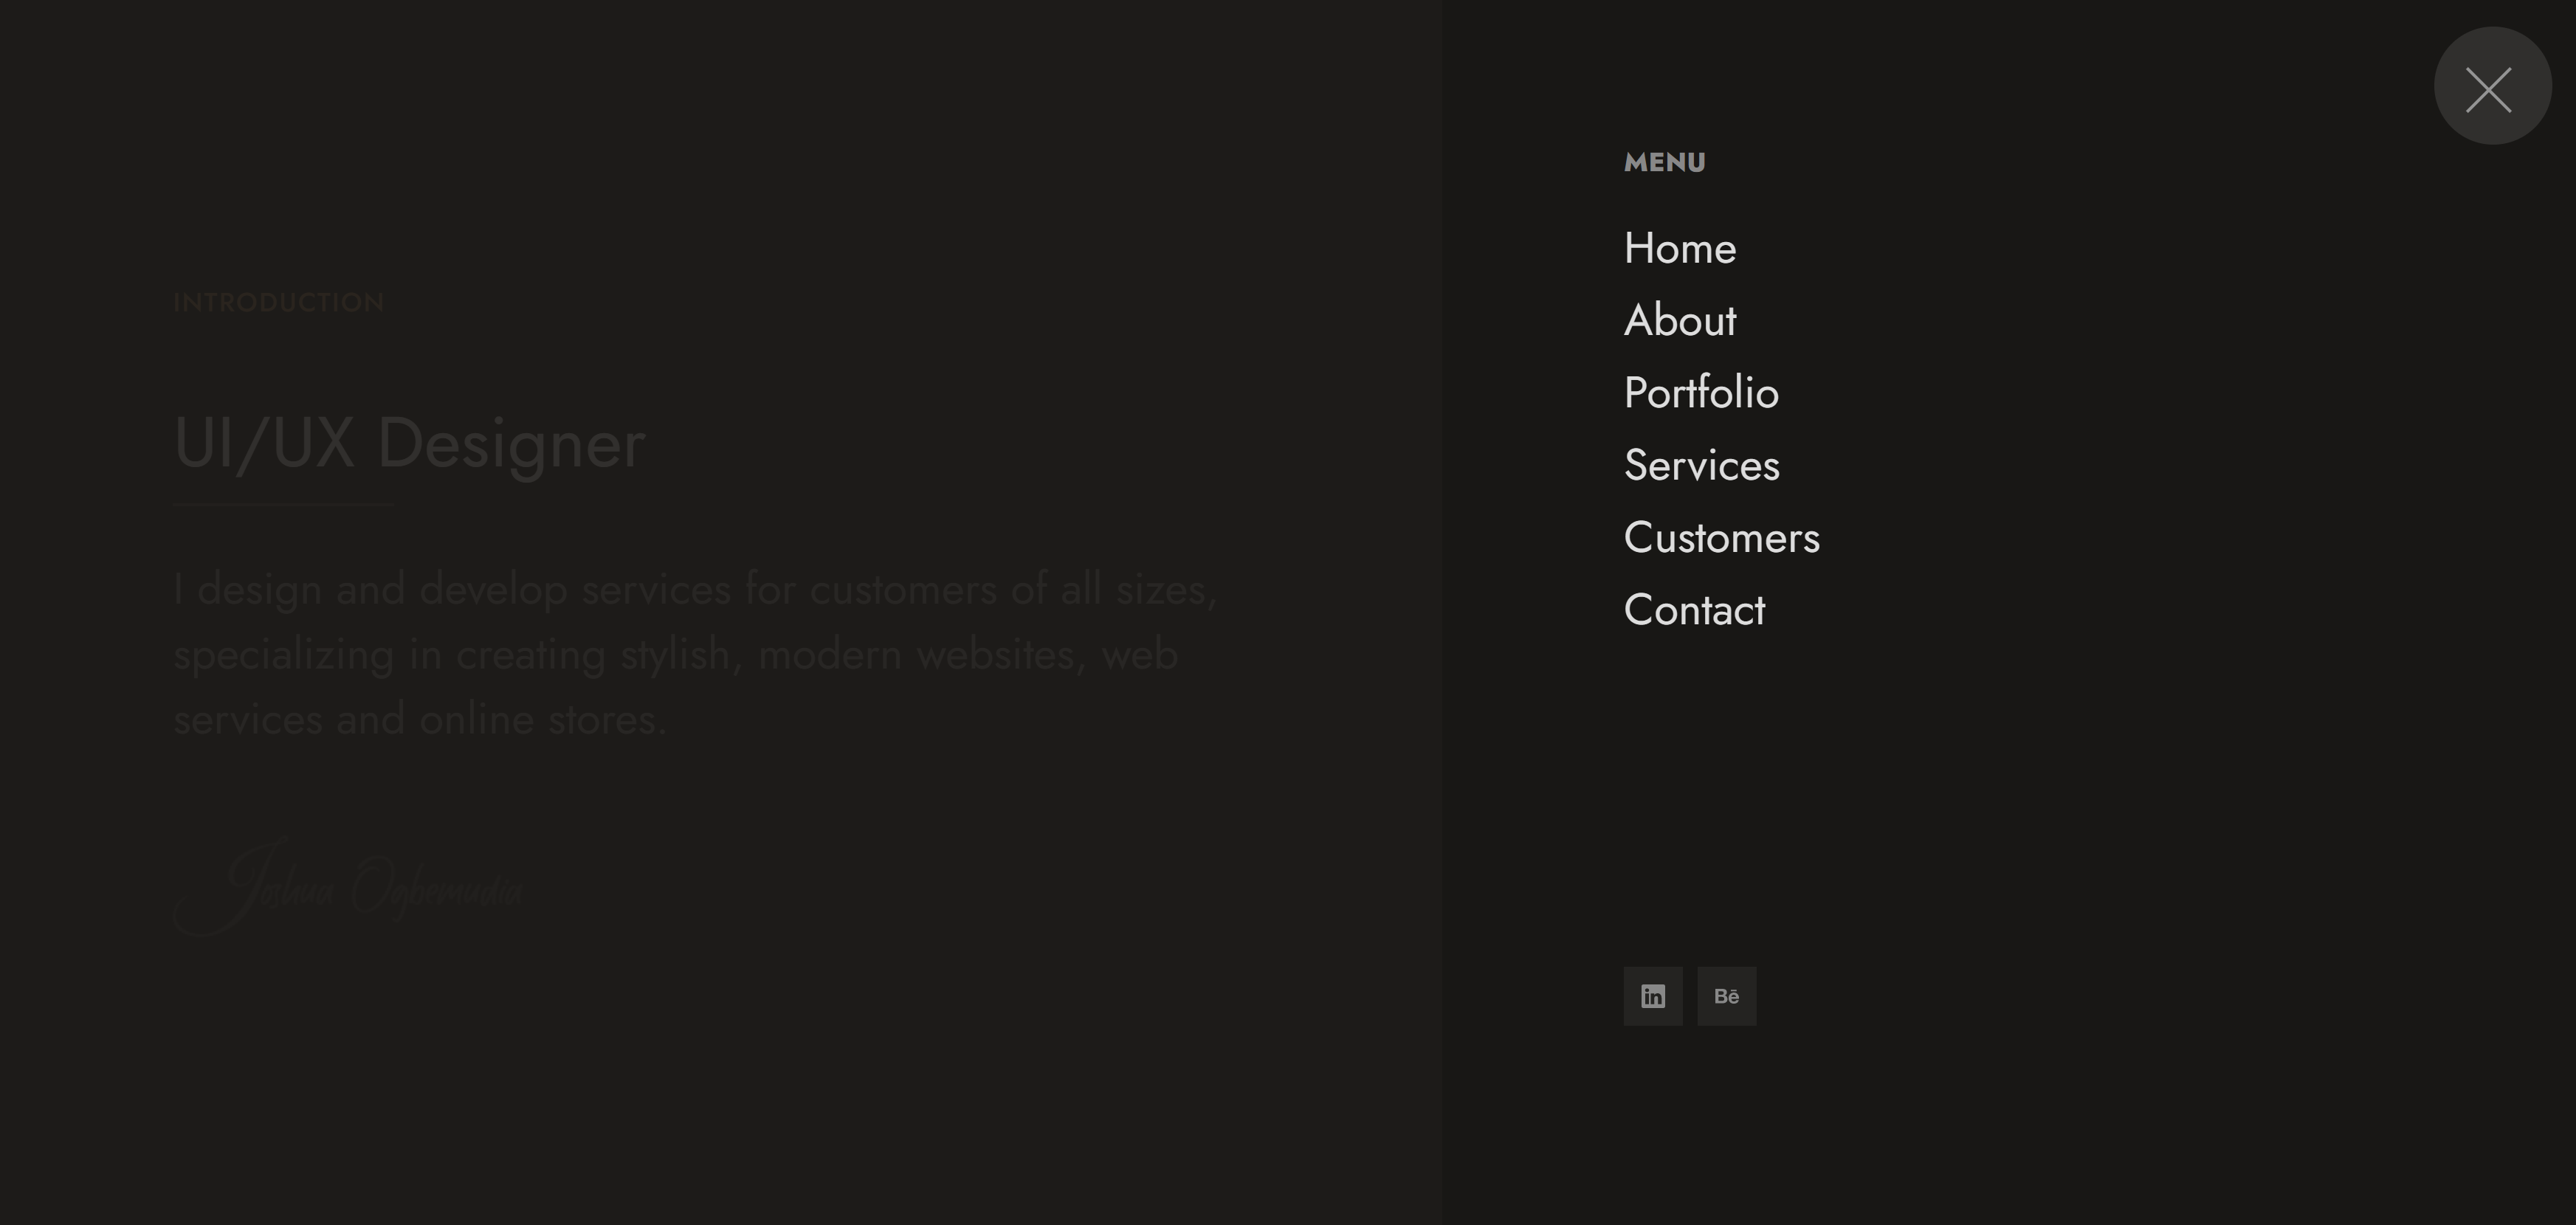 INTRODUCTION
UI/UX Designer
I design and develop services for customers of all sizes,
specializing in creating stylish, modern websites, web
services and online stores.
Joshua Ogbemudia
MENU
Home
About
Portfolio
Services
Customers
Contact
in
Bē